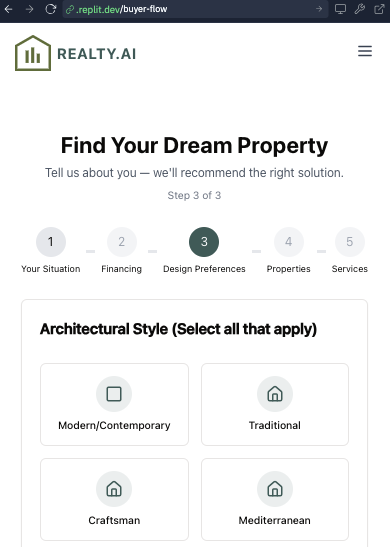 .replit.dev/buyer-flow
REALTY.AI
Find Your Dream Property
Tell us about you — we'll recommend the right solution.
Step 3 of 3
1
2
3
4
5
Your Situation
Financing
Design Preferences
Properties
Services
Architectural Style (Select all that apply)
Modern/Contemporary
Traditional
Craftsman
Mediterranean